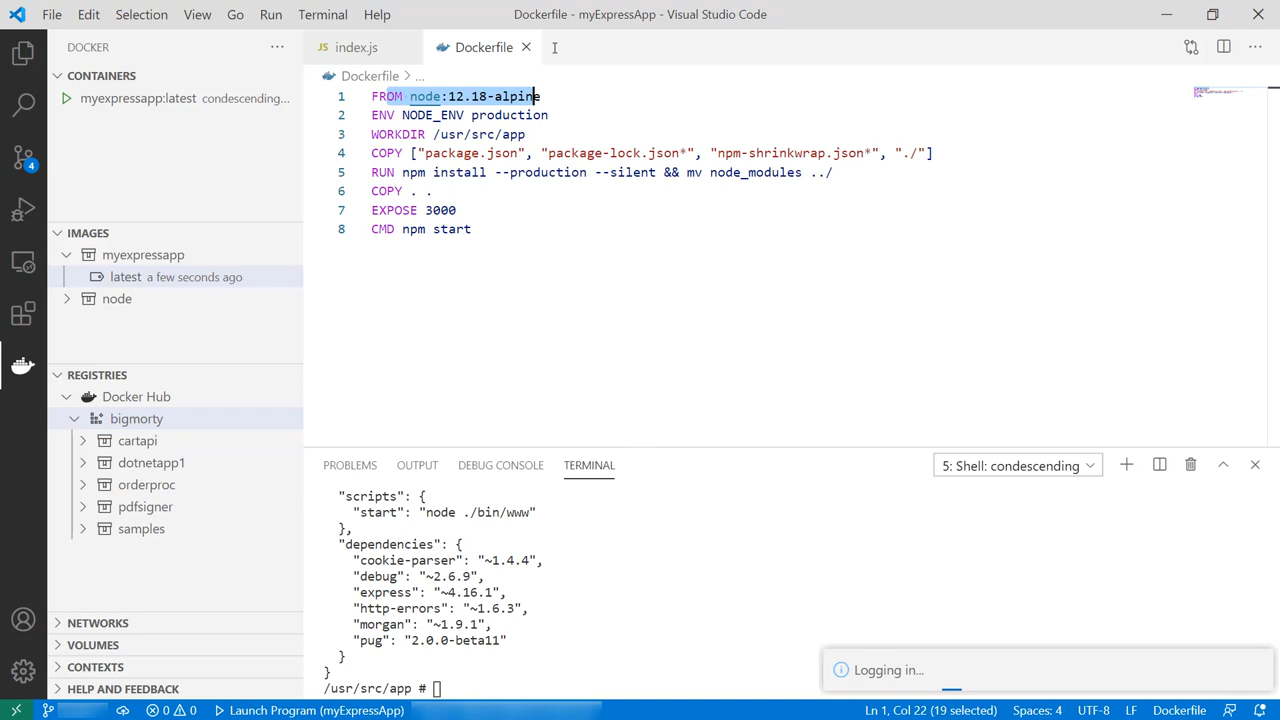 File Edit Selection View Go Run Terminal Help
Dockerfile - myExpressApp - Visual Studio Code
DOCKER
CONTAINERS
myexpressapp:latest condescending...
IMAGES
myexpressapp
latest a few seconds ago
node
REGISTRIES
Docker Hub
bigmorty
cartapi
dotnetapp1
orderproc
pdfsigner
samples
NETWORKS
VOLUMES
CONTEXTS
HELP AND FEEDBACK
4
JS index.js
Dockerfile
Dockerfile > ...
1 FROM node:12.18-alpine
2 ENV NODE_ENV production
3 WORKDIR /usr/src/app
4 COPY ["package.json", "package-lock.json*", "npm-shrinkwrap.json*", "./"]
5 RUN npm install --production --silent && mv node_modules ../
6 COPY . .
7 EXPOSE 3000
8 CMD npm start
PROBLEMS OUTPUT DEBUG CONSOLE TERMINAL
5: Shell: condescending
"scripts": {
"start": "node ./bin/www"
},
"dependencies": {
"cookie-parser": "~1.4.4",
"debug": "~2.6.9",
"express": "~4.16.1",
"http-errors": "~1.6.3",
"morgan": "~1.9.1",
"pug": "2.0.0-beta11"
}
}
/usr/src/app #
Logging in...
0 0 Launch Program (myExpressApp)
Ln 1, Col 22 (19 selected) Spaces: 4 UTF-8 LF Dockerfile